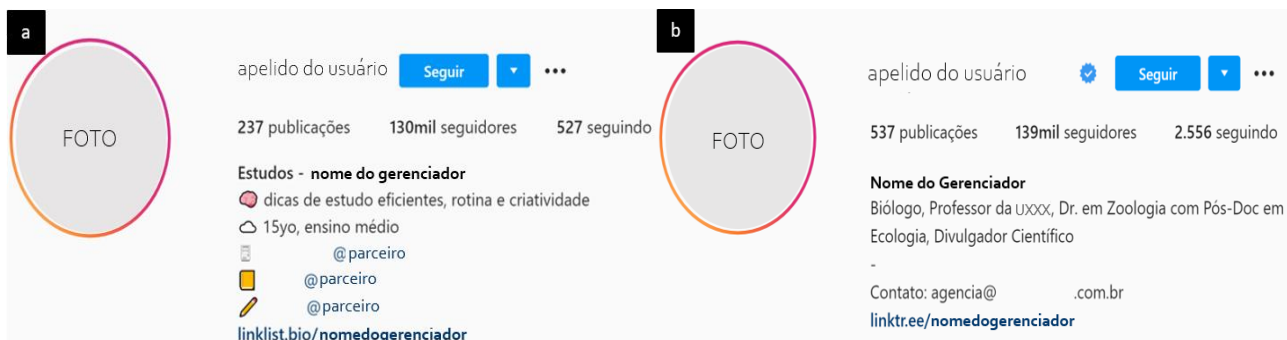 a
apelido do usuário Seguir
237 publicações 130mil seguidores 527 seguindo
FOTO
Estudos - nome do gerenciador
dicas de estudo eficientes, rotina e criatividade
15yo, ensino médio
@parceiro
@parceiro
@parceiro
linklist.bio/nomedogerenciador
b
apelido do usuário Seguir
537 publicações 139mil seguidores 2.556 seguindo
FOTO
Nome do Gerenciador
Biólogo, Professor da UXXX, Dr. em Zoologia com Pós-Doc em
Ecologia, Divulgador Científico
-
Contato: agencia@ .com.br
linktr.ee/nomedogerenciador